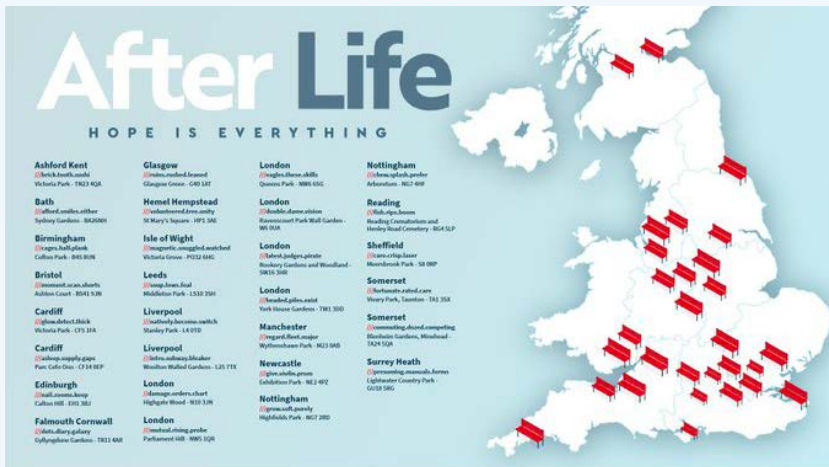 After Life
HOPE IS EVERYTHING
Ashford Kent
///brick.tooth.sushi
Victoria Park - TN23 4QA
Bath
///afford.smiles.either
Sydney Gardens - BA26NH
Birmingham
///cages.half.plank
Cofton Park - B45 8UN
Bristol
///moment.scan.shorts
Ashton Court - BS41 9JN
Cardiff
///glow.detect.thick
Victoria Park - CF5 1FA
Cardiff
///asleep.supply.gaps
Parc Cefn Onn - CF14 0EP
Edinburgh
///nail.rooms.keep
Calton Hill - EH1 3BJ
Falmouth Cornwall
///dots.diary.galaxy
Gyllyngdune Gardens - TR11 4AR
Glasgow
///ruins.rushed.leaned
Glasgow Green - G40 1AT
Hemel Hempstead
///volunteered.tree.unity
St Mary's Square - HP1 3AE
Isle of Wight
///magnetic.snuggled.watched
Victoria Grove - PO32 6HG
Leeds
///soup.lows.foal
Middleton Park - LS10 3SH
Liverpool
///natively.become.switch
Stanley Park - L4 0TD
Liverpool
///intro.subway.bleaker
Woolton Walled Gardens - L25 7TX
London
///damage.orders.chart
Highgate Wood - N10 3JN
London
///mutual.rising.probe
Parliament Hill - NW5 1QR
London
///eagles.these.skills
Queens Park - NW6 6SG
London
///double.dame.vision
Ravenscourt Park Wall Garden -
W6 0UA
London
///latest.judges.pirate
Rookery Gardens and Woodland -
SW16 3HR
London
///headed.piles.exist
York House Gardens - TW1 3DD
Manchester
///regard.fleet.major
Wythenshawe Park - M23 0AB
Newcastle
///give.violin.prom
Exhibition Park - NE2 4PZ
Nottingham
///grow.soft.purely
Highfields Park - NG7 2RD
Nottingham
///chew.splash.prefer
Arboretum - NG7 4HF
Reading
///fish.rips.boom
Reading Crematorium and
Henley Road Cemetery - RG4 5LP
Sheffield
///care.crisp.laser
Meersbrook Park - S8 9RP
Somerset
///fortunate.rated.care
Vivary Park, Taunton - TA1 3SX
Somerset
///commuting.dozed.competing
Blenheim Gardens, Minehead -
TA24 5QA
Surrey Heath
///presuming.manuals.forms
Lightwater Country Park -
GU18 5RG